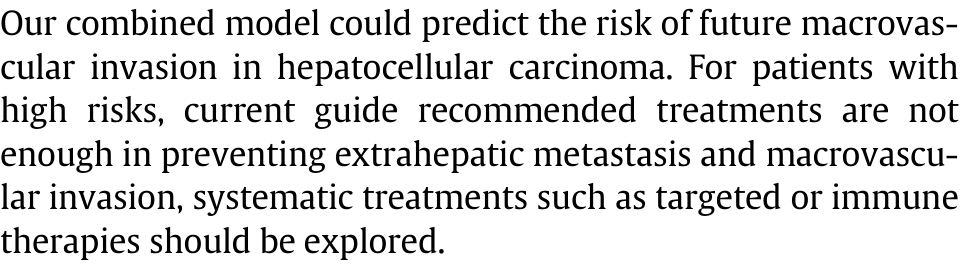 Our combined model could predict the risk of future macrovas-
cular invasion in hepatocellular carcinoma. For patients with
high risks, current guide recommended treatments are not
enough in preventing extrahepatic metastasis and macrovascu-
lar invasion, systematic treatments such as targeted or immune
therapies should be explored.